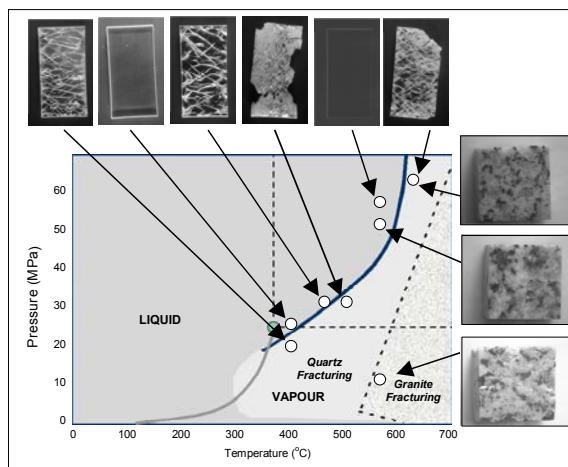 60
50
40
30
20
10
0
Pressure (MPa)
LIQUID
Quartz
Fracturing
VAPOUR
Granite
Fracturing
0 100 200 300 400 500 600 700
Temperature (°C)